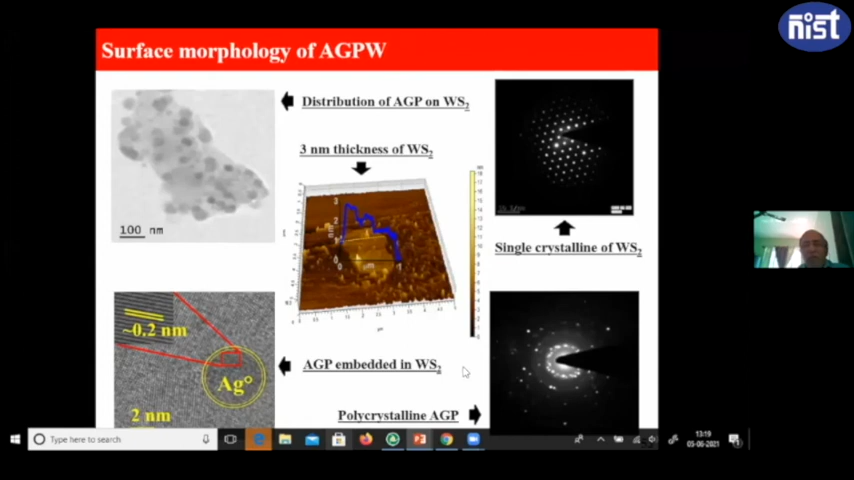 Surface morphology of AGPW
nist
Distribution of AGP on WS2
3 nm thickness of WS2
100 nm
Single crystalline of WS2
~0.2 nm
Ag°
2 nm
AGP embedded in WS2
Polycrystalline AGP
Type here to search
13:19
05-06-2021